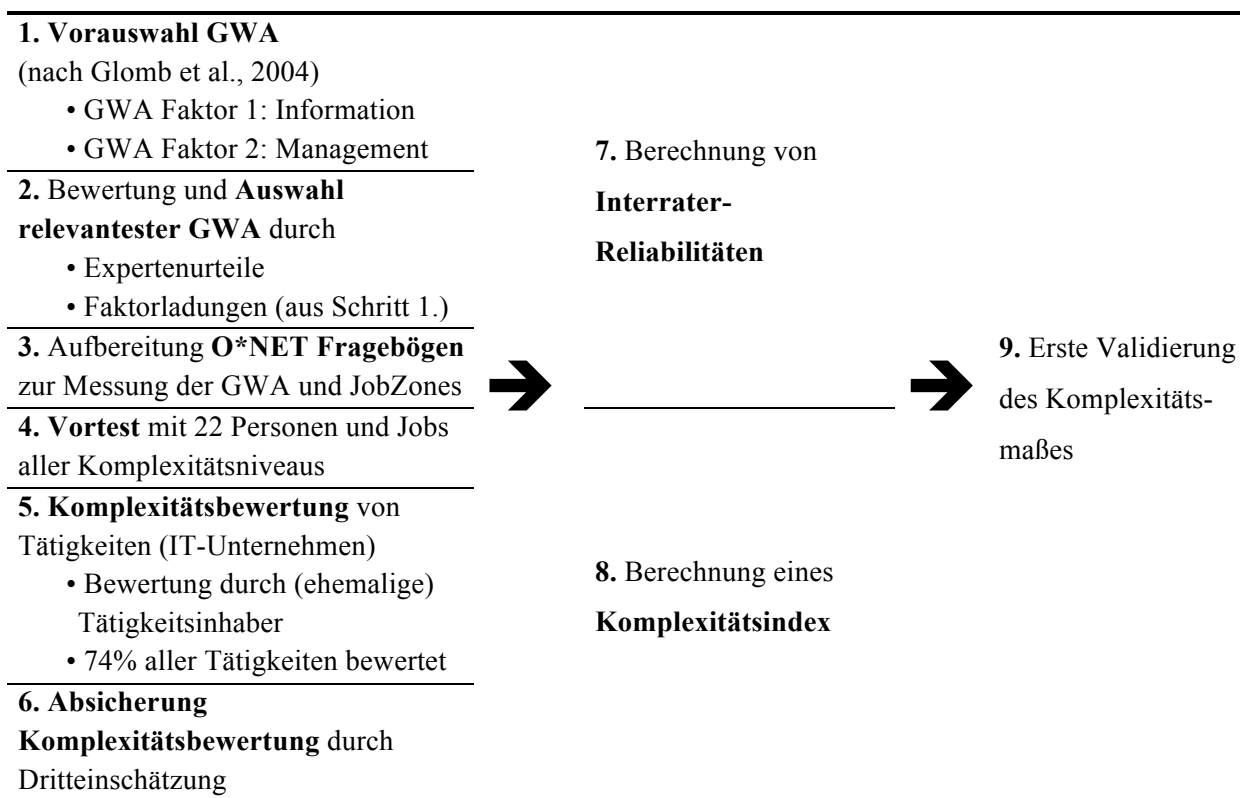 1. Vorauswahl GWA
(nach Glomb et al., 2004)
• GWA Faktor 1: Information
• GWA Faktor 2: Management
2. Bewertung und Auswahl
relevantester GWA durch
• Expertenurteile
• Faktorladungen (aus Schritt 1.)
3. Aufbereitung O*NET Fragebögen
zur Messung der GWA und JobZones
4. Vortest mit 22 Personen und Jobs
aller Komplexitätsniveaus
5. Komplexitätsbewertung von
Tätigkeiten (IT-Unternehmen)
• Bewertung durch (ehemalige)
Tätigkeitsinhaber
• 74% aller Tätigkeiten bewertet
6. Absicherung
Komplexitätsbewertung durch
Dritteinschätzung
7. Berechnung von
Interrater-
Reliabilitäten
8. Berechnung eines
Komplexitätsindex
9. Erste Validierung
des Komplexitäts-
maßes